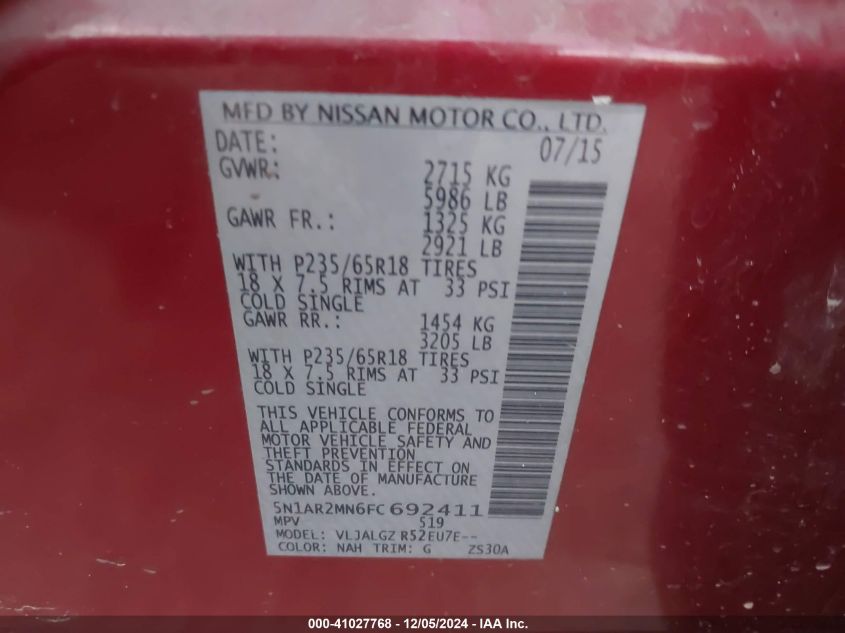 MFD BY NISSAN MOTOR CO., LTD.
DATE: 07/15
GVWR: 2715 KG
5986 LB
GAWR FR.: 1325 KG
2921 LB
WITH P235/65R18 TIRES
18 X 7.5 RIMS AT 33 PSI
COLD SINGLE
GAWR RR.: 1454 KG
3205 LB
WITH P235/65R18 TIRES
18 X 7.5 RIMS AT 33 PSI
COLD SINGLE
THIS VEHICLE CONFORMS TO
ALL APPLICABLE FEDERAL
MOTOR VEHICLE SAFETY AND
THEFT PREVENTION
STANDARDS IN EFFECT ON
THE DATE OF MANUFACTURE
SHOWN ABOVE.
5N1AR2MN6FC692411
MPV 519
MODEL: VLJALGZ R52EU7E--
COLOR: NAH TRIM: G ZS30A
000-41027768 - 12/05/2024 - IAA Inc.